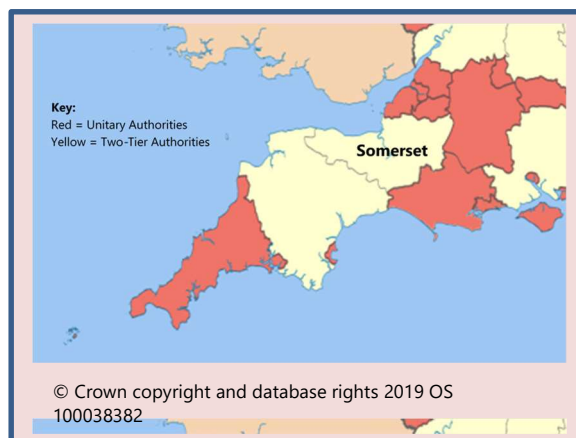 Key:
Red = Unitary Authorities
Yellow = Two-Tier Authorities
Somerset
© Crown copyright and database rights 2019 OS
100038382